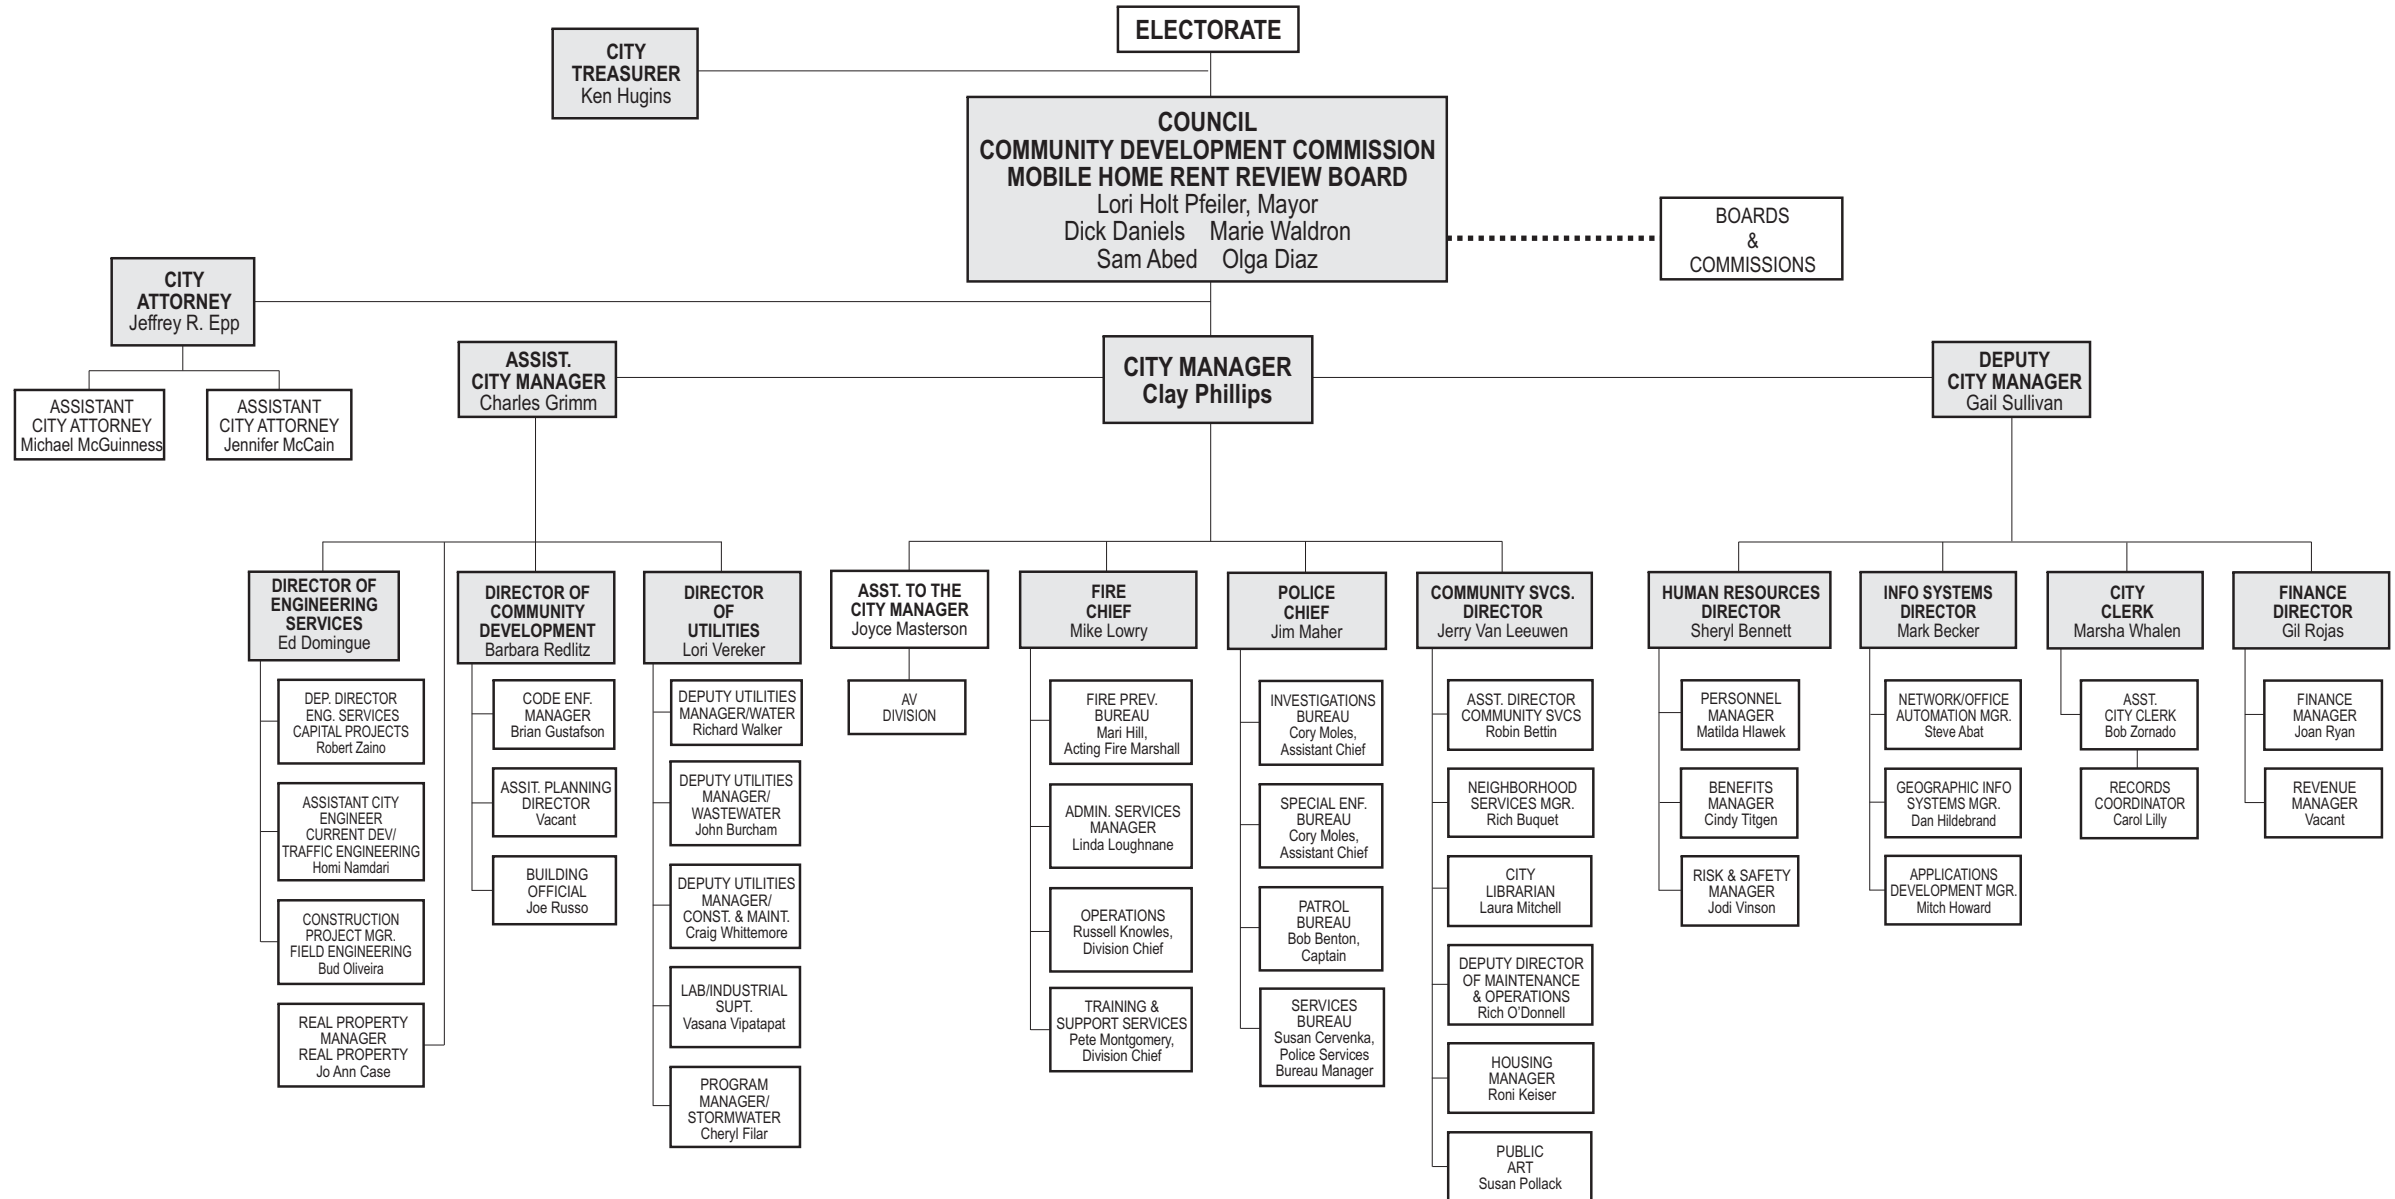 ELECTORATE
CITY
TREASURER
Ken Hugins
COUNCIL
COMMUNITY DEVELOPMENT COMMISSION
MOBILE HOME RENT REVIEW BOARD
Lori Holt Pfeiler, Mayor
Dick Daniels Marie Waldron
Sam Abed Olga Diaz
BOARDS
&
COMMISSIONS
CITY
ATTORNEY
Jeffrey R. Epp
ASSISTANT
CITY ATTORNEY
Michael McGuinness
ASSISTANT
CITY ATTORNEY
Jennifer McCain
ASSIST.
CITY MANAGER
Charles Grimm
CITY MANAGER
Clay Phillips
DEPUTY
CITY MANAGER
Gail Sullivan
DIRECTOR OF
ENGINEERING
SERVICES
Ed Domingue
DEP. DIRECTOR
ENG. SERVICES
CAPITAL PROJECTS
Robert Zaino
ASSISTANT CITY
ENGINEER
CURRENT DEV/
TRAFFIC ENGINEERING
Homi Namdari
CONSTRUCTION
PROJECT MGR.
FIELD ENGINEERING
Bud Oliveira
REAL PROPERTY
MANAGER
REAL PROPERTY
Jo Ann Case
DIRECTOR OF
COMMUNITY
DEVELOPMENT
Barbara Redlitz
CODE ENF.
MANAGER
Brian Gustafson
ASSIT. PLANNING
DIRECTOR
Vacant
BUILDING
OFFICIAL
Joe Russo
DIRECTOR
OF
UTILITIES
Lori Vereker
DEPUTY UTILITIES
MANAGER/WATER
Richard Walker
DEPUTY UTILITIES
MANAGER/
WASTEWATER
John Burcham
DEPUTY UTILITIES
MANAGER/
CONST. & MAINT.
Craig Whittemore
LAB/INDUSTRIAL
SUPT.
Vasana Vipatapat
PROGRAM
MANAGER/
STORMWATER
Cheryl Filar
ASST. TO THE
CITY MANAGER
Joyce Masterson
AV
DIVISION
FIRE
CHIEF
Mike Lowry
FIRE PREV.
BUREAU
Mari Hill,
Acting Fire Marshall
ADMIN. SERVICES
MANAGER
Linda Loughnane
OPERATIONS
Russell Knowles,
Division Chief
TRAINING &
SUPPORT SERVICES
Pete Montgomery,
Division Chief
POLICE
CHIEF
Jim Maher
INVESTIGATIONS
BUREAU
Cory Moles,
Assistant Chief
SPECIAL ENF.
BUREAU
Cory Moles,
Assistant Chief
PATROL
BUREAU
Bob Benton,
Captain
SERVICES
BUREAU
Susan Cervenka,
Police Services
Bureau Manager
COMMUNITY SVCS.
DIRECTOR
Jerry Van Leeuwen
ASST. DIRECTOR
COMMUNITY SVCS
Robin Bettin
NEIGHBORHOOD
SERVICES MGR.
Rich Buquet
CITY
LIBRARIAN
Laura Mitchell
DEPUTY DIRECTOR
OF MAINTENANCE
& OPERATIONS
Rich O’Donnell
HOUSING
MANAGER
Roni Keiser
PUBLIC
ART
Susan Pollack
HUMAN RESOURCES
DIRECTOR
Sheryl Bennett
PERSONNEL
MANAGER
Matilda Hlawek
BENEFITS
MANAGER
Cindy Titgen
RISK & SAFETY
MANAGER
Jodi Vinson
INFO SYSTEMS
DIRECTOR
Mark Becker
NETWORK/OFFICE
AUTOMATION MGR.
Steve Abat
GEOGRAPHIC INFO
SYSTEMS MGR.
Dan Hildebrand
APPLICATIONS
DEVELOPMENT MGR.
Mitch Howard
CITY
CLERK
Marsha Whalen
ASST.
CITY CLERK
Bob Zornado
RECORDS
COORDINATOR
Carol Lilly
FINANCE
DIRECTOR
Gil Rojas
FINANCE
MANAGER
Joan Ryan
REVENUE
MANAGER
Vacant